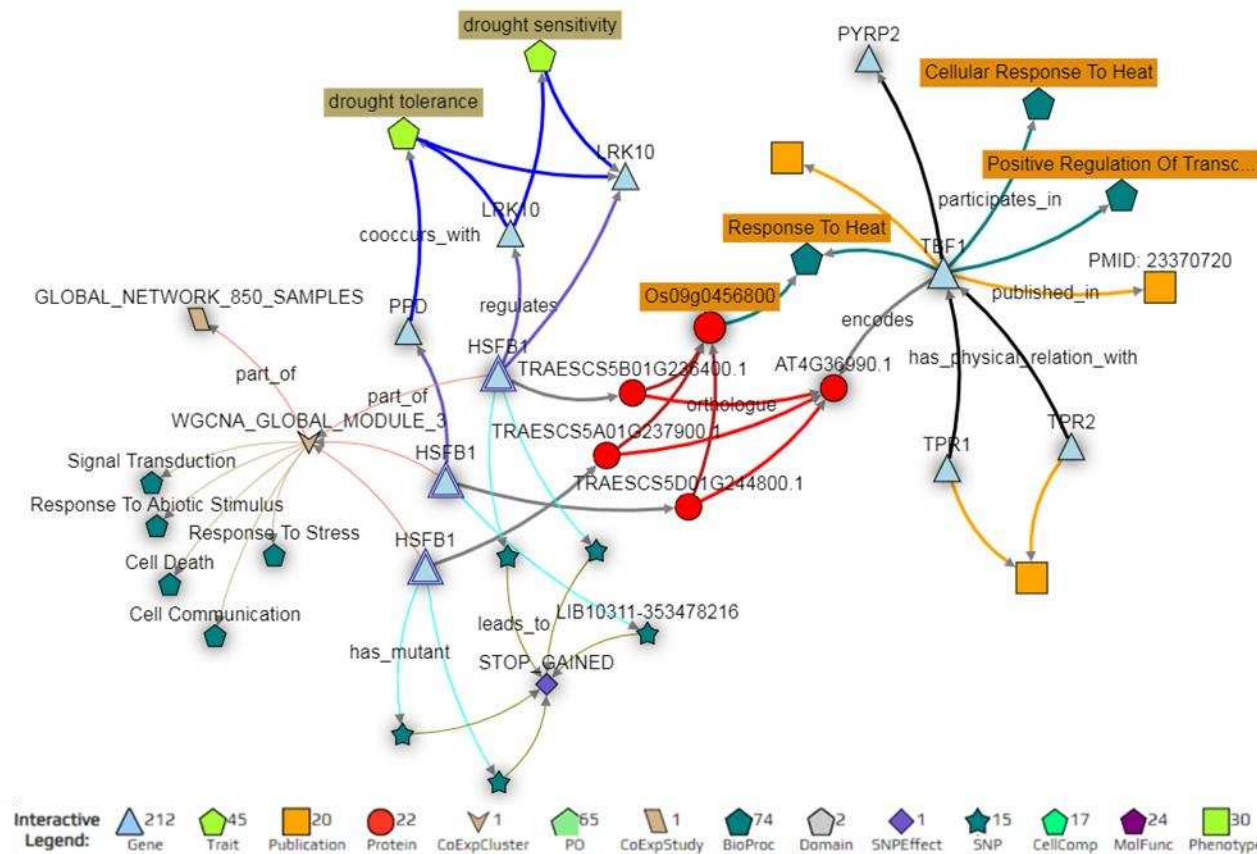 drought sensitivity
PYRP2
Cellular Response To Heat
drought tolerance
LRK10
Positive Regulation Of Transc...
participates_in
LRK10
Response To Heat
cooccurs_with
TBF1
PMID: 23370720
GLOBAL_NETWORK_850_SAMPLES
Os09g0456800
published_in
regulates
PPD
encodes
HSFB1
has_physical_relation_with
TRAESCS5B01G236400.1
AT4G36990.1
part_of
part_of
orthologue
WGCNA_GLOBAL_MODULE_3
TRAESCS5A01G237900.1
TPR2
Signal Transduction
HSFB1
TPR1
TRAESCS5D01G244800.1
Response To Abiotic Stimulus
Response To Stress
HSFB1
Cell Death
Cell Communication
LIB10311-353478216
leads_to
has_mutant
STOP_GAINED
Interactive Legend:
212 45 20 22 1 65 1 74 2 1 15 17 24 30
Gene Trait Publication Protein CoExpCluster PO CoExpStudy BioProc Domain SNPEffect SNP CellComp MolFunc Phenotype